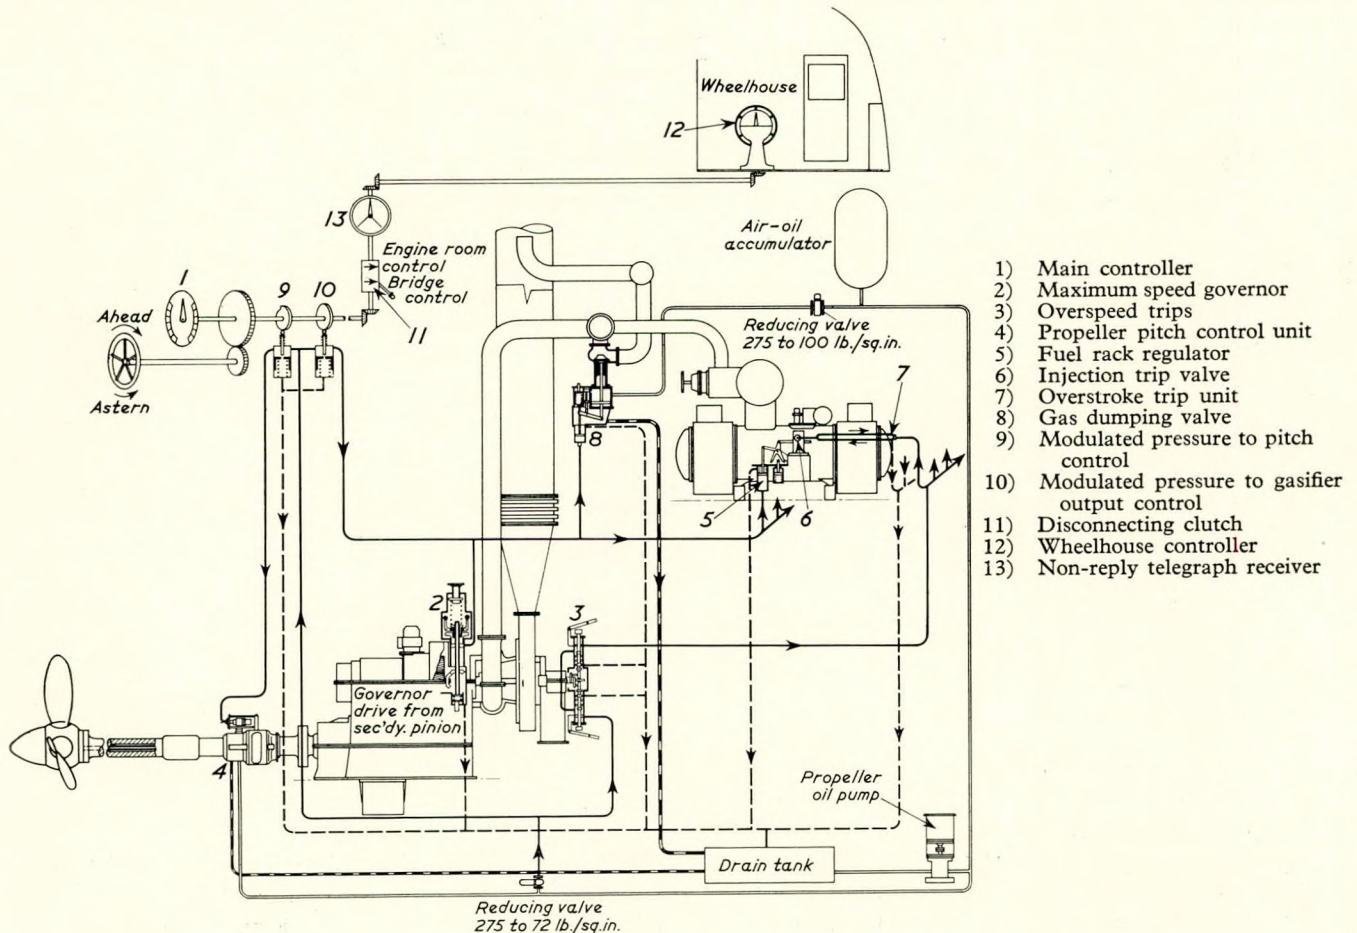 Wheelhouse
12
13
Air-oil
accumulator
Engine room
control
Bridge
control
1
9
10
11
Ahead
Astern
Reducing valve
275 to 100 lb./sq.in.
7
8
5
6
2
3
Governor
drive from
sec'dy. pinion
4
Propeller
oil pump
Drain tank
Reducing valve
275 to 72 lb./sq.in.
1) Main controller
2) Maximum speed governor
3) Overspeed trips
4) Propeller pitch control unit
5) Fuel rack regulator
6) Injection trip valve
7) Overstroke trip unit
8) Gas dumping valve
9) Modulated pressure to pitch
control
10) Modulated pressure to gasifier
output control
11) Disconnecting clutch
12) Wheelhouse controller
13) Non-reply telegraph receiver